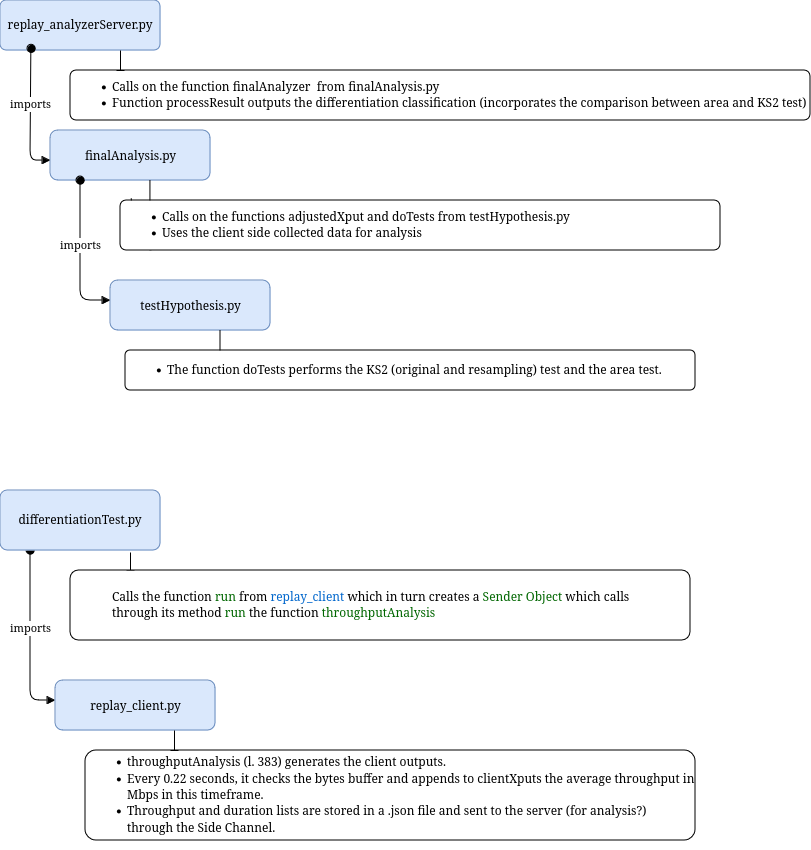 replay_analyzerServer.py
• Calls on the function finalAnalyzer from finalAnalysis.py
• Function processResult outputs the differentiation classification (incorporates the comparison between area and KS2 test)
imports
finalAnalysis.py
• Calls on the functions adjustedXput and doTests from testHypothesis.py
• Uses the client side collected data for analysis
imports
testHypothesis.py
• The function doTests performs the KS2 (original and resampling) test and the area test.
differentiationTest.py
Calls the function run from replay_client which in turn creates a Sender Object which calls
through its method run the function throughputAnalysis
imports
replay_client.py
• throughputAnalysis (l. 383) generates the client outputs.
• Every 0.22 seconds, it checks the bytes buffer and appends to clientXputs the average throughput in
Mbps in this timeframe.
• Throughput and duration lists are stored in a .json file and sent to the server (for analysis?)
through the Side Channel.